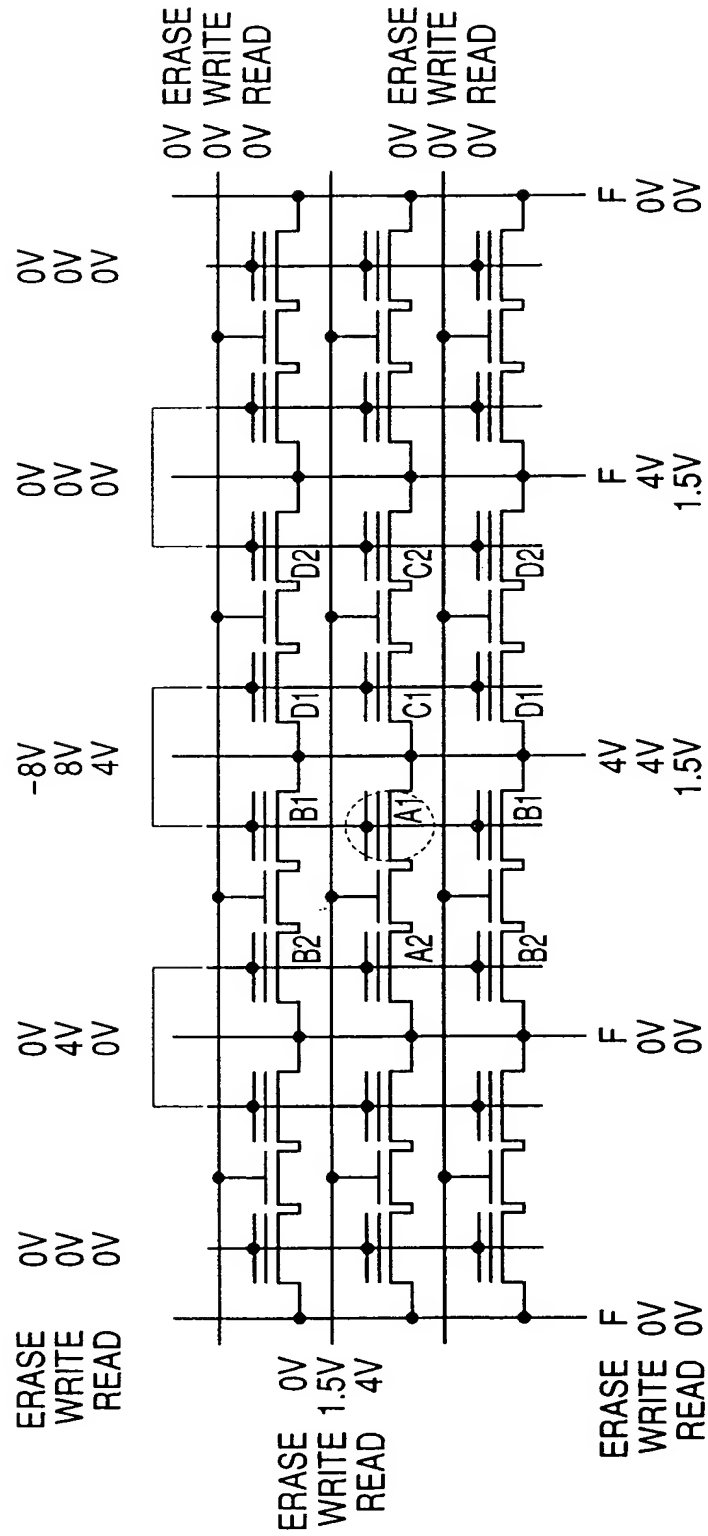 ERASE 0V 0V -8V 0V 0V
WRITE 0V 4V 8V 0V 0V
READ 0V 0V 4V 0V 0V
0V ERASE
0V WRITE
0V READ
B2 B1 D1 D2
ERASE 0V
WRITE 1.5V
READ 4V
A2 A1 C1 C2
0V ERASE
0V WRITE
0V READ
B2 B1 D1 D2
ERASE F F 4V F F
WRITE 0V 0V 4V 4V 0V
READ 0V 0V 1.5V 1.5V 0V